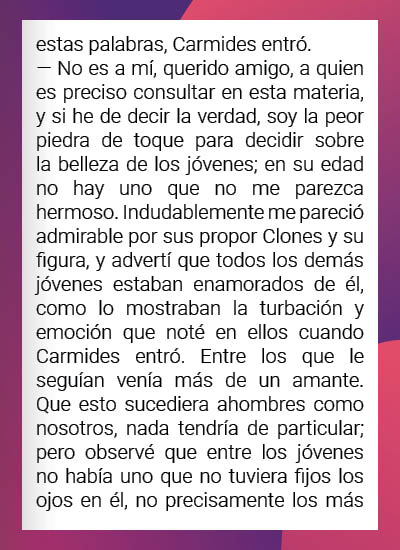 estas palabras, Carmides entró.
— No es a mí, querido amigo, a quien
es preciso consultar en esta materia,
y si he de decir la verdad, soy la peor
piedra de toque para decidir sobre
la belleza de los jóvenes; en su edad
no hay uno que no me parezca
hermoso. Indudablemente me pareció
admirable por sus propor Clones y su
figura, y advertí que todos los demás
jóvenes estaban enamorados de él,
como lo mostraban la turbación y
emoción que noté en ellos cuando
Carmides entró. Entre los que le
seguían venía más de un amante.
Que esto sucediera ahombres como
nosotros, nada tendría de particular;
pero observé que entre los jóvenes
no había uno que no tuviera fijos los
ojos en él, no precisamente los más